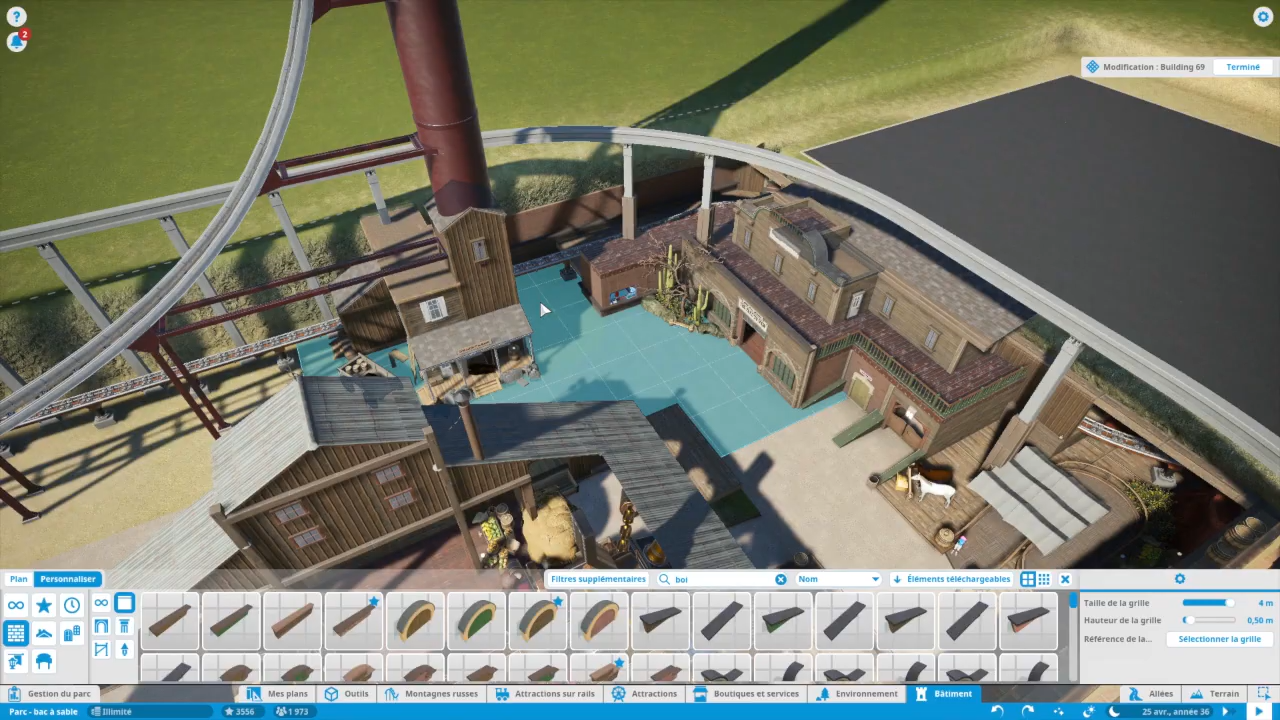 ?
2
Modification : Building 69
Terminé
Plan
Personnaliser
Filtres supplémentaires
boi
Nom
Éléments téléchargeables
Taille de la grille
4 m
Hauteur de la grille
0,50 m
Référence de la...
Sélectionner la grille
Gestion du parc
Mes plans
Outils
Montagnes russes
Attractions sur rails
Attractions
Boutiques et services
Environnement
Bâtiment
Allées
Terrain
Parc - bac à sable
Illimité
3556
1 973
25 avr., année 36